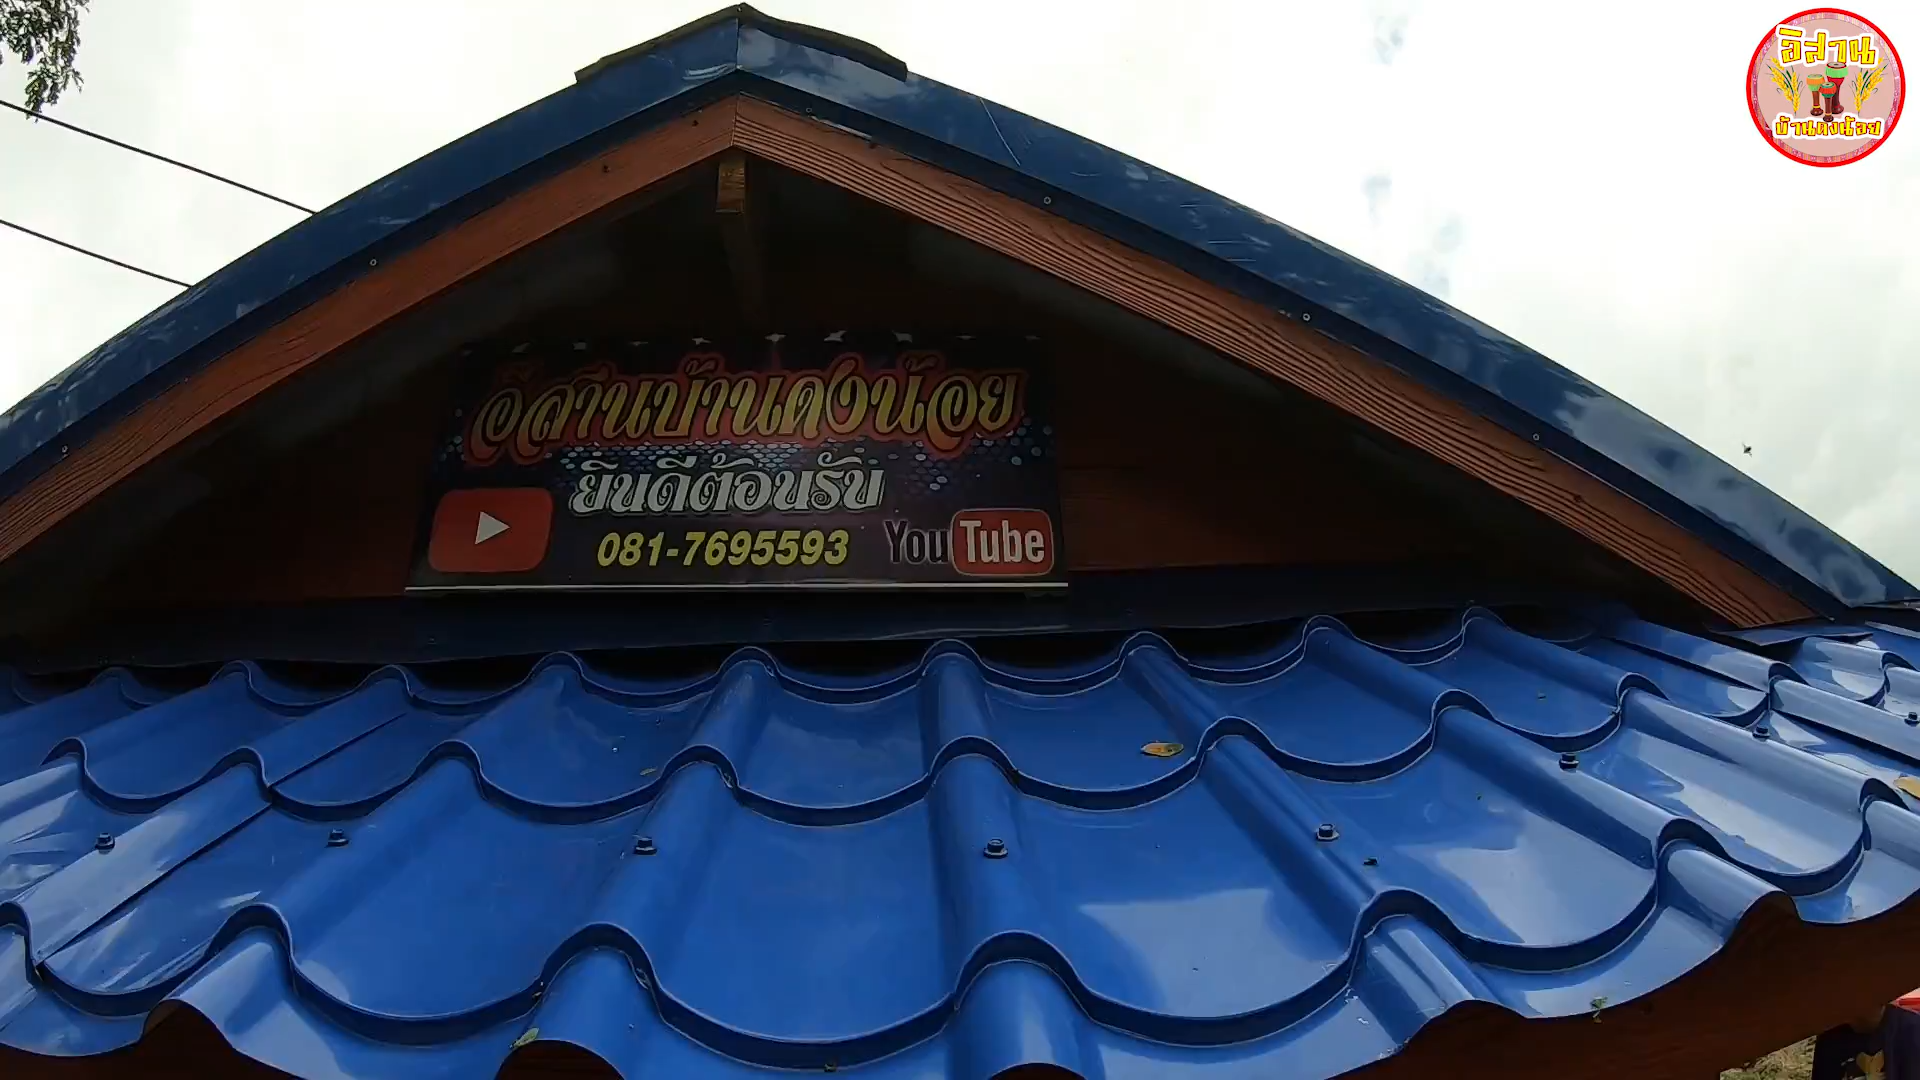 อิสาน
บ้านดงน้อย
อิสานบ้านดงน้อย
ยินดีต้อนรับ
081-7695593
YouTube